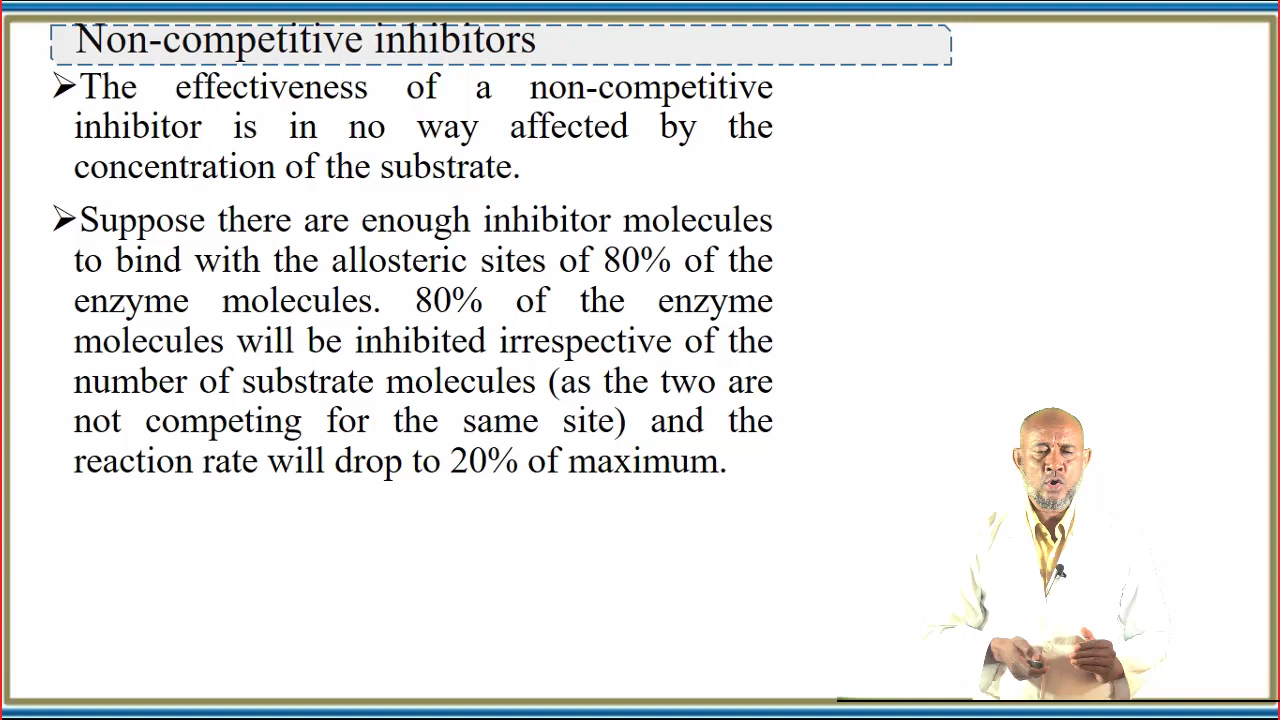 Non-competitive inhibitors
➢The effectiveness of a non-competitive
inhibitor is in no way affected by the
concentration of the substrate.
➢Suppose there are enough inhibitor molecules
to bind with the allosteric sites of 80% of the
enzyme molecules. 80% of the enzyme
molecules will be inhibited irrespective of the
number of substrate molecules (as the two are
not competing for the same site) and the
reaction rate will drop to 20% of maximum.